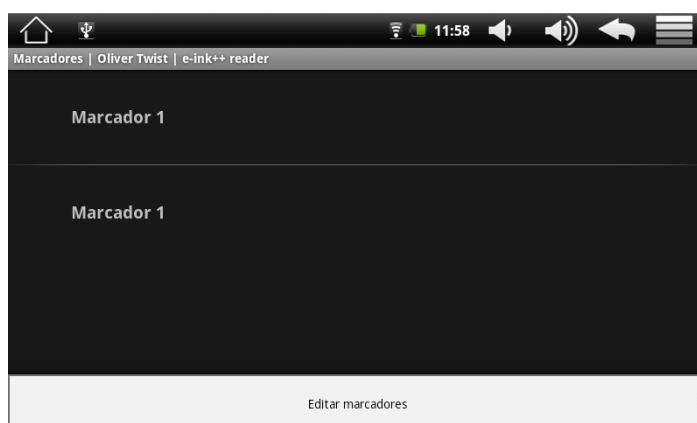 11:58
Marcadores | Oliver Twist | e-ink++ reader
Marcador 1
Marcador 1
Editar marcadores